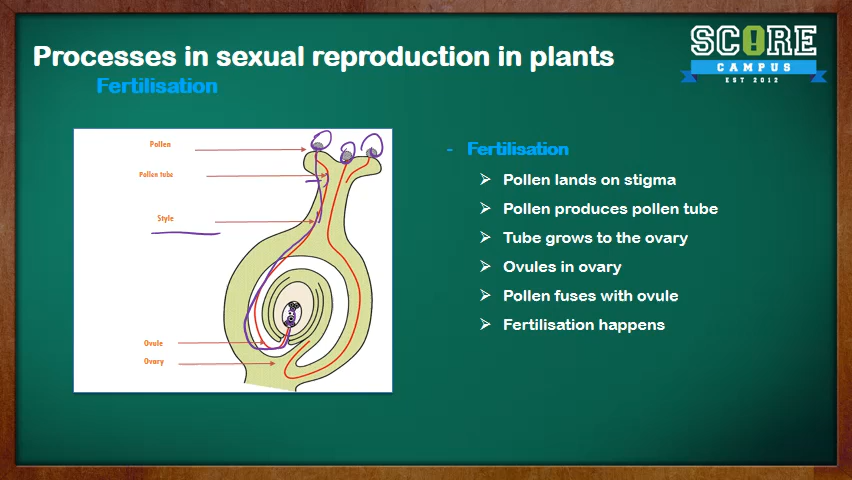 Processes in sexual reproduction in plants
Fertilisation
SCORE
CAMPUS
EST 2012
Pollen
Pollen tube
Style
Ovule
Ovary
- Fertilisation
Pollen lands on stigma
Pollen produces pollen tube
Tube grows to the ovary
Ovules in ovary
Pollen fuses with ovule
Fertilisation happens